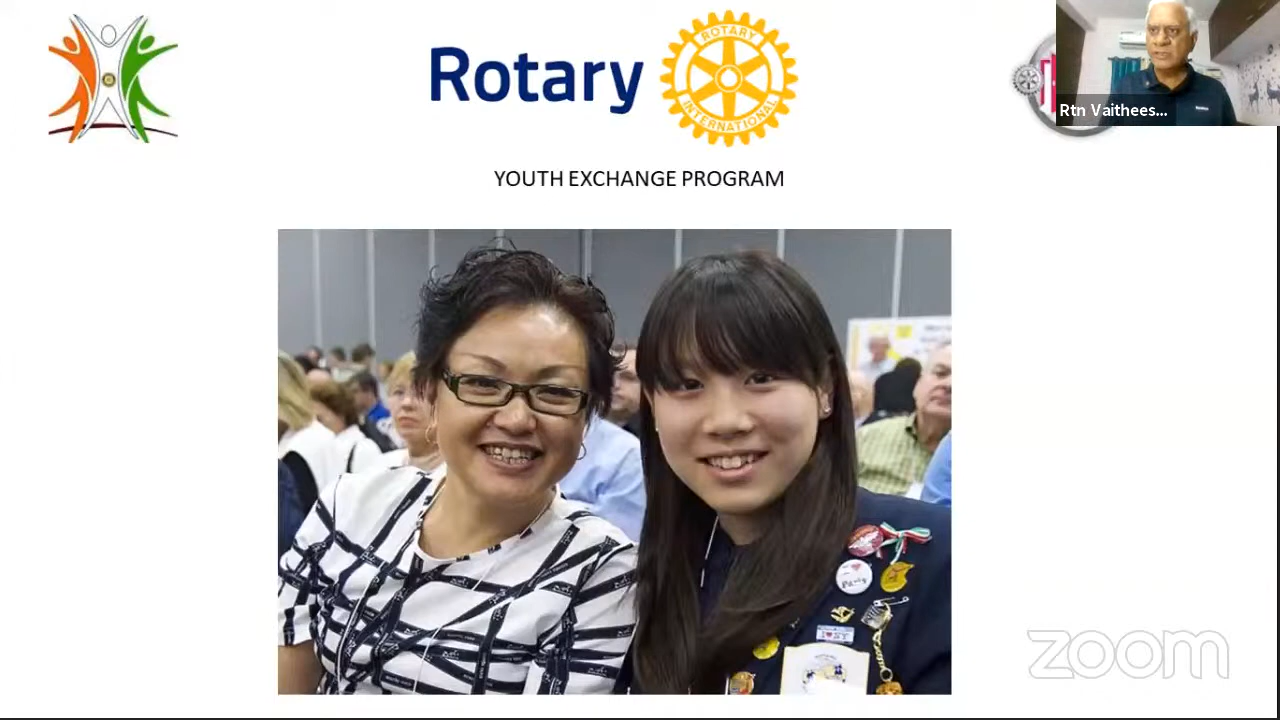 Rotary
ROTARY
INTERNATIONAL
Rtn Vaithees...
YOUTH EXCHANGE PROGRAM
zoom